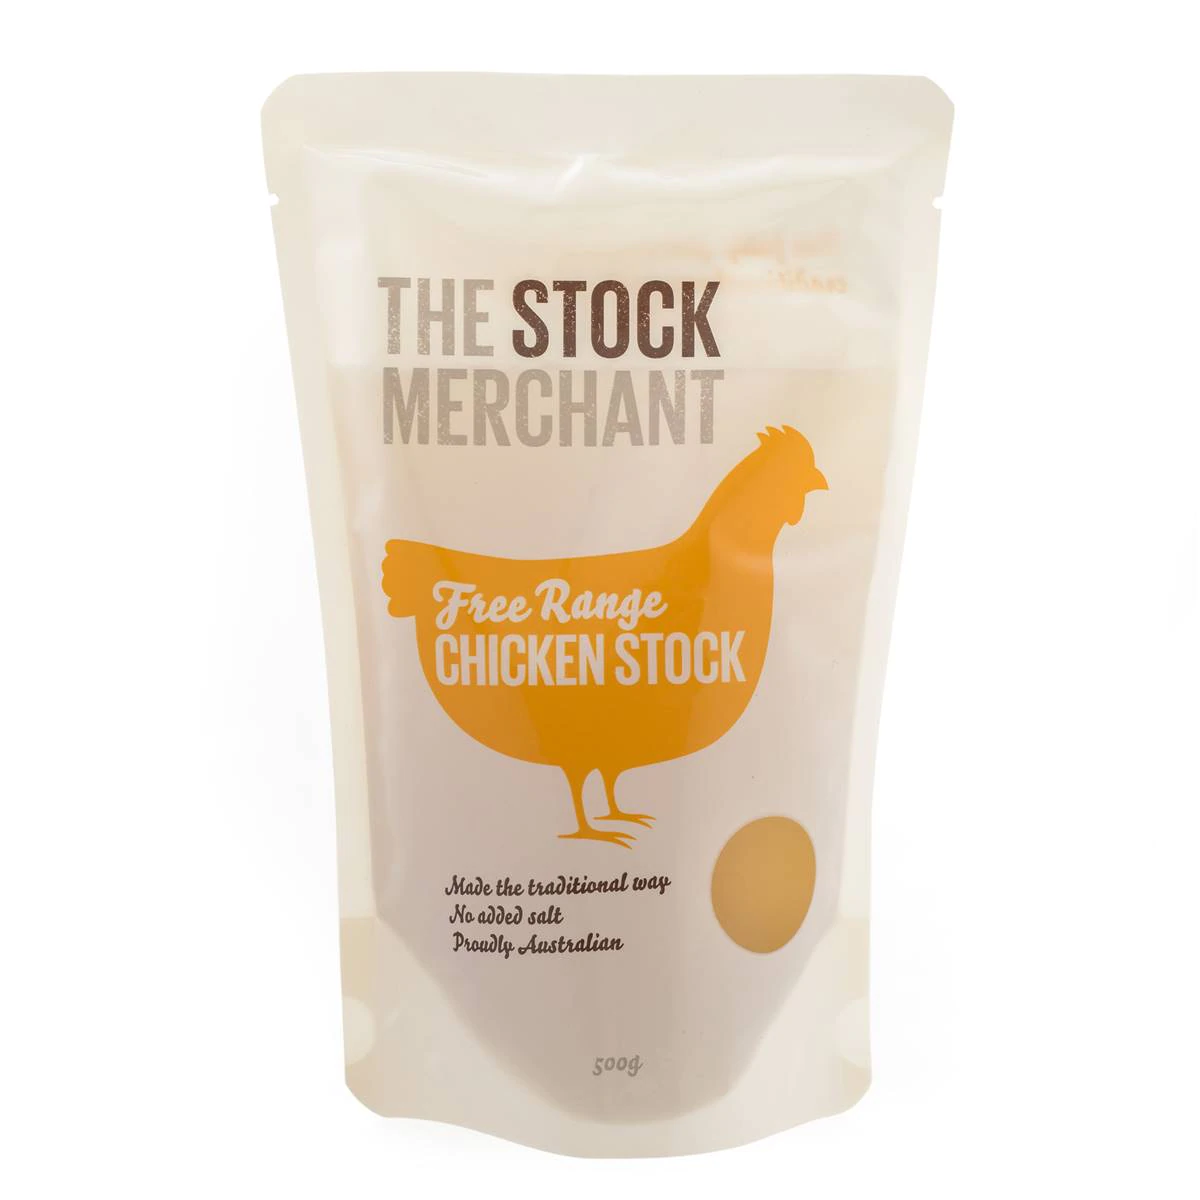 THE STOCK
MERCHANT
Free Range
CHICKEN STOCK
Made the traditional way
No added salt
Proudly Australian
500g